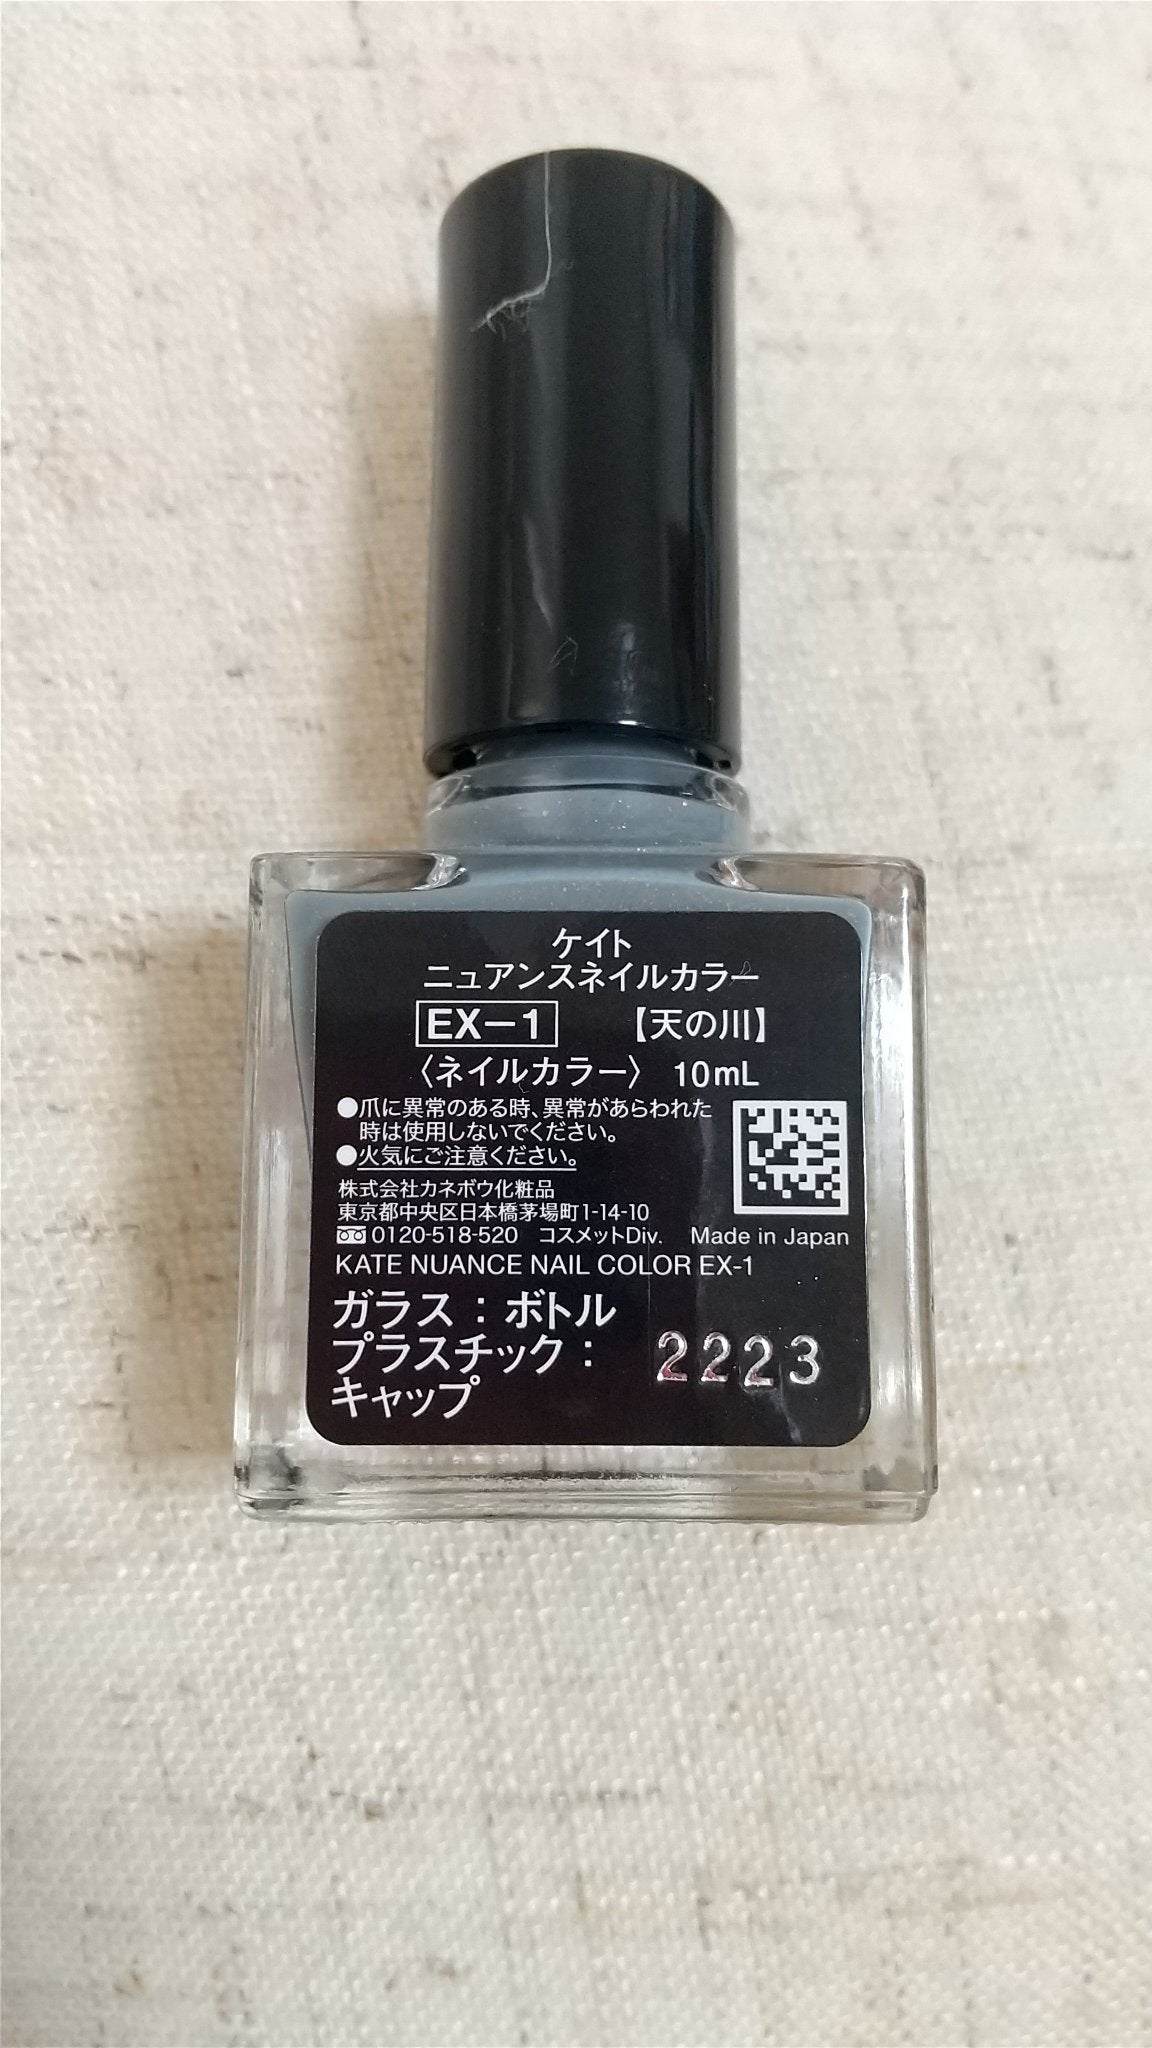 ケイト
ニュアンスネイルカラー
EX-1 【天の川】
〈ネイルカラー〉 10mL
●爪に異常のある時、異常があらわれた
時は使用しないでください。
●火気にご注意ください。
株式会社カネボウ化粧品
東京都中央区日本橋茅場町1-14-10
0120-518-520 コスメットDiv. Made in Japan
KATE NUANCE NAIL COLOR EX-1
ガラス：ボトル
プラスチック：
キャップ
2223